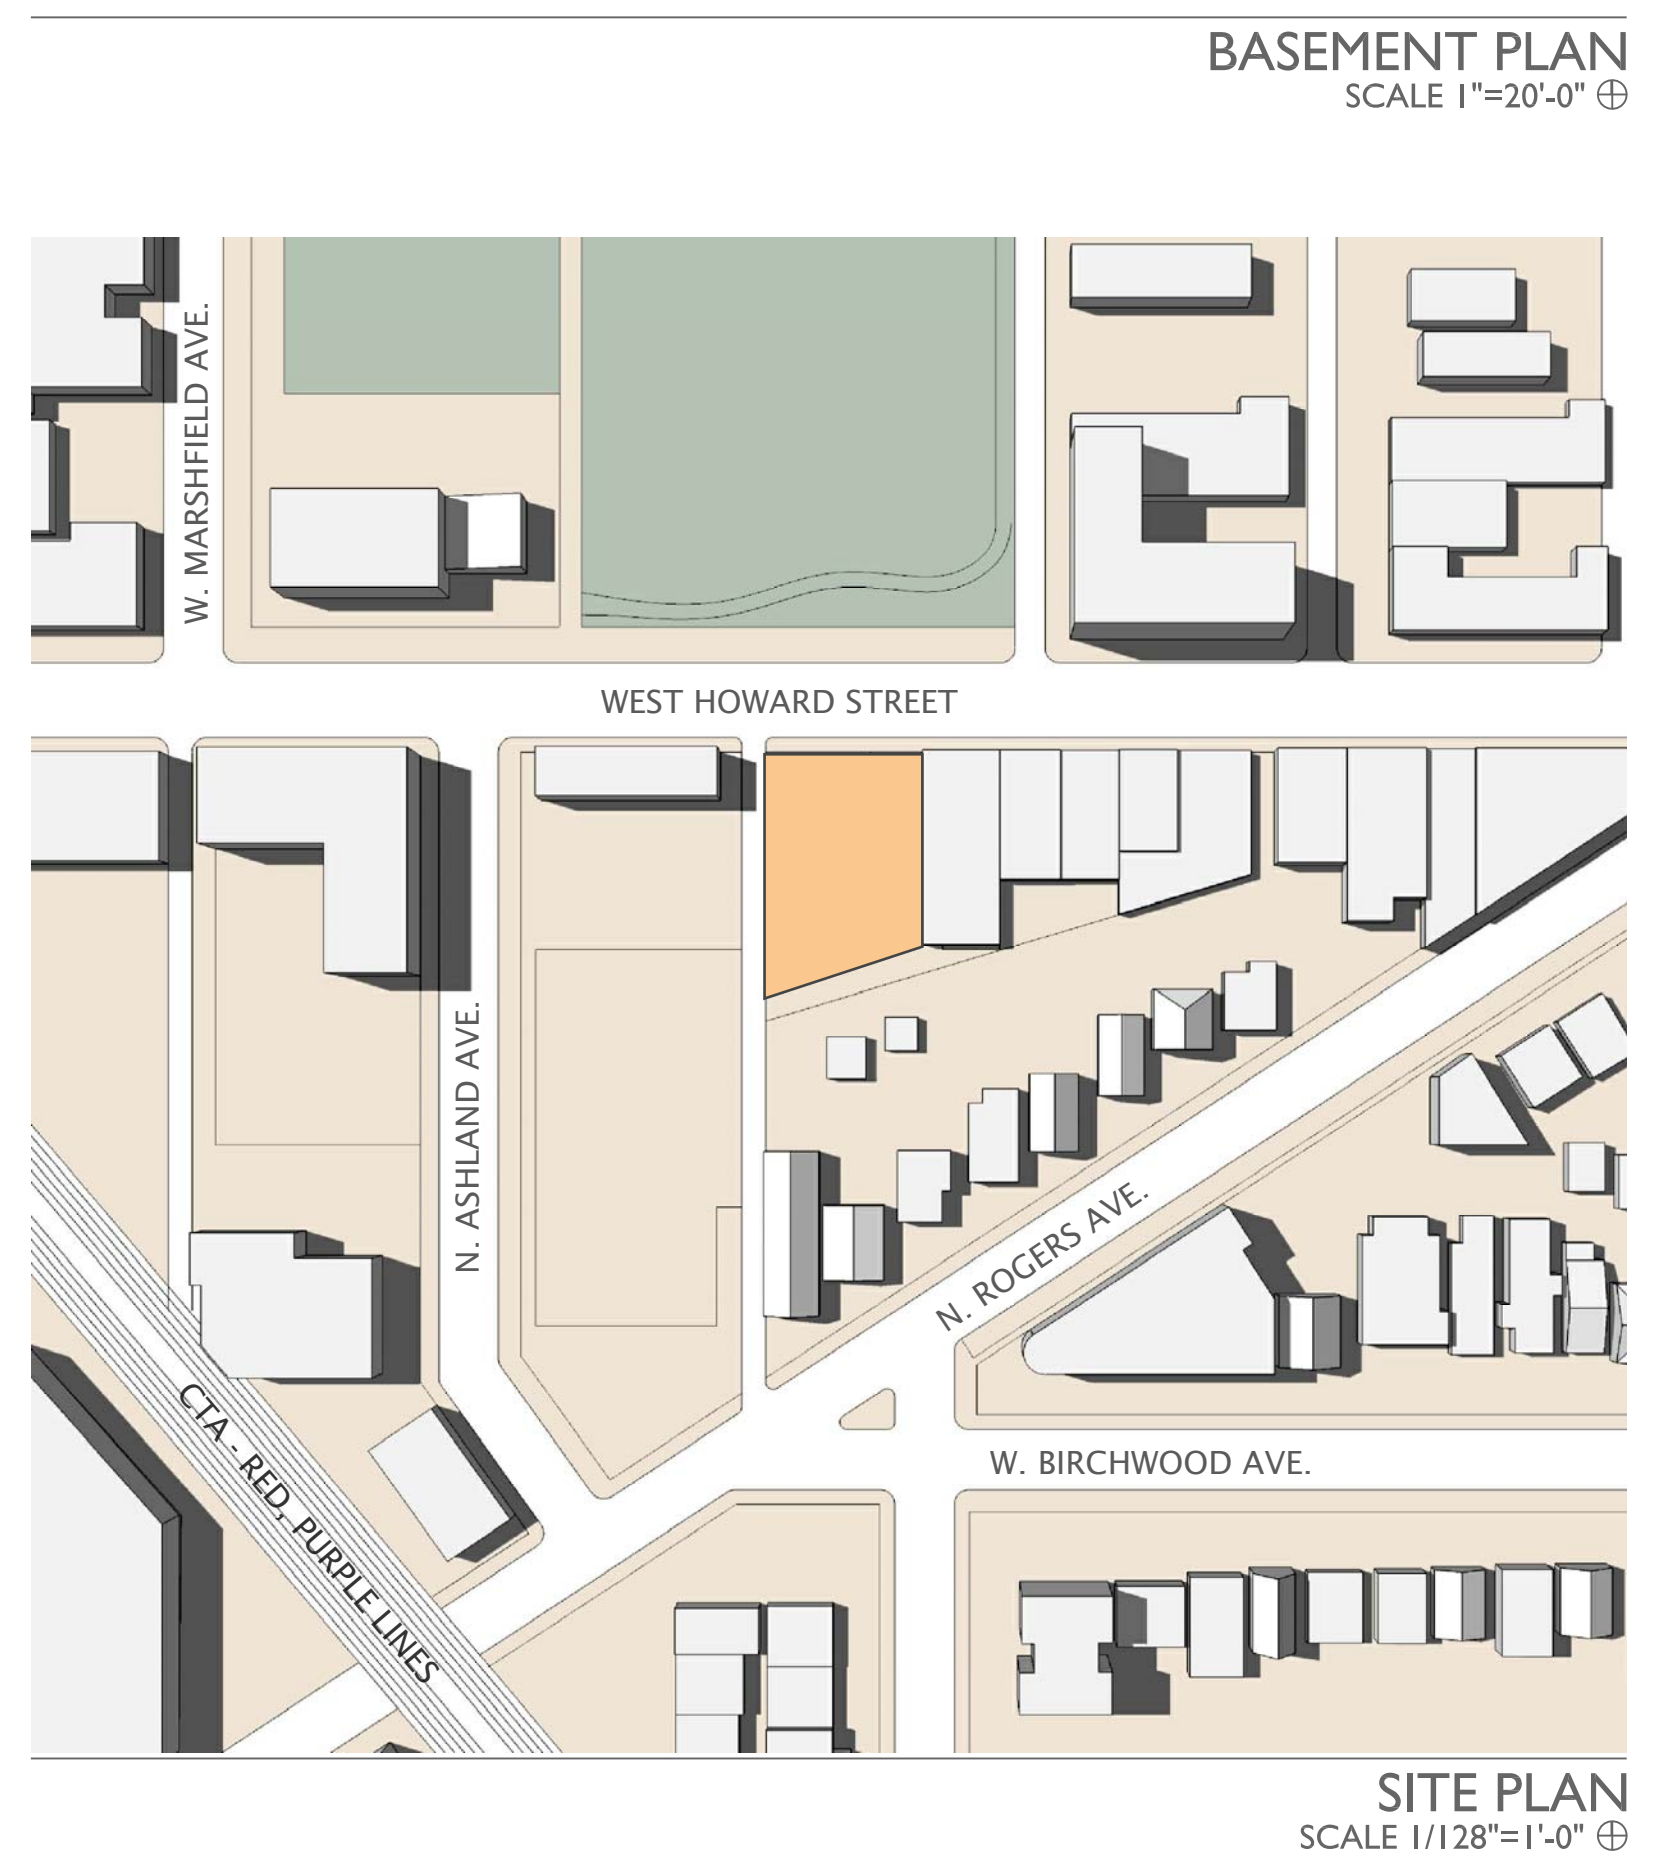 BASEMENT PLAN
SCALE 1"=20'-0"
W. MARSHFIELD AVE.
WEST HOWARD STREET
N. ASHLAND AVE.
N. ROGERS AVE.
CTA - RED, PURPLE LINES
W. BIRCHWOOD AVE.
SITE PLAN
SCALE 1/128"=1'-0"